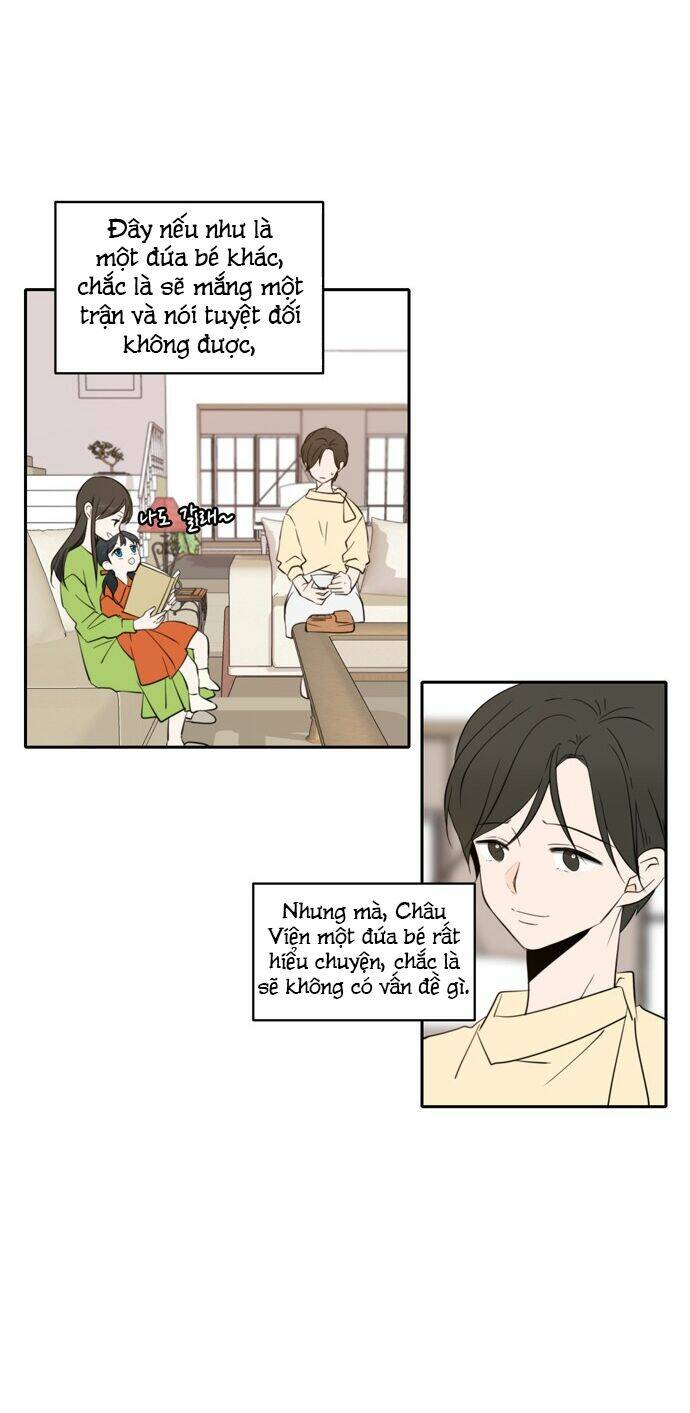 Đây nếu như là
một đứa bé khác,
chắc là sẽ mắng một
trận và nói tuyệt đối
không được,
나도 갈래~
Nhưng mà, Châu
Viện một đứa bé rất
hiểu chuyện, chắc là
sẽ không có vấn đề gì.